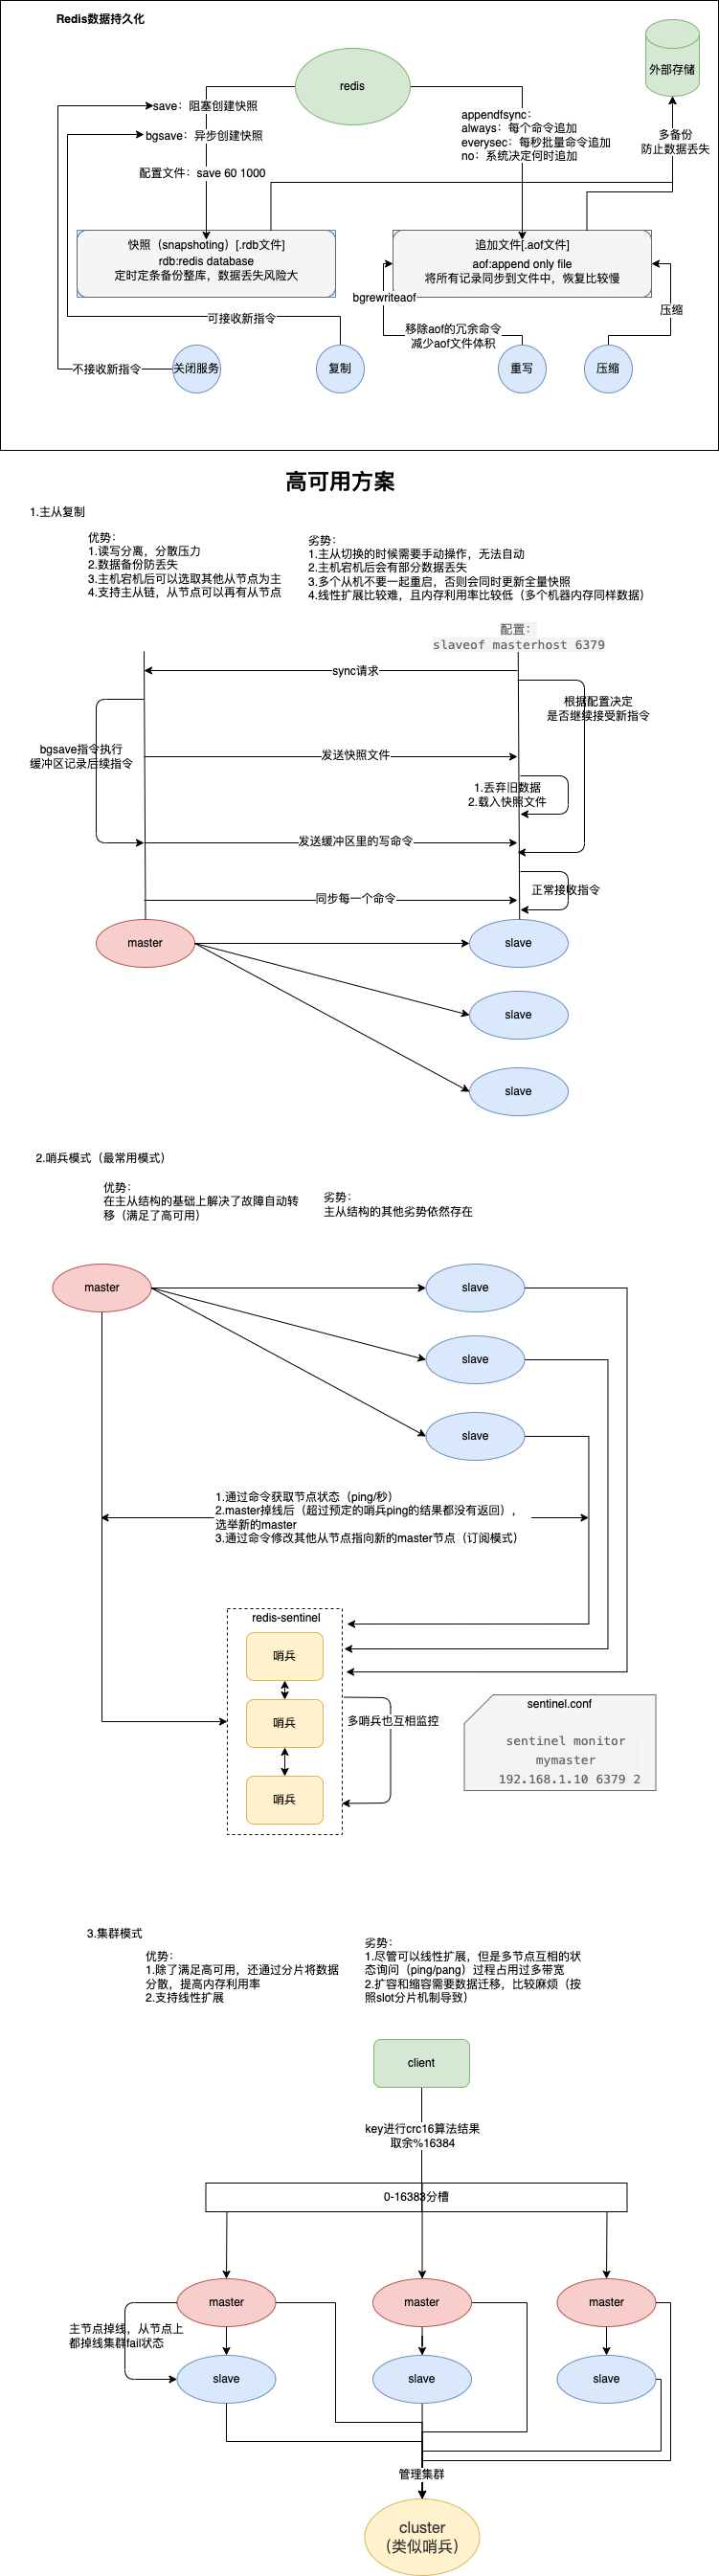 Redis数据持久化
外部存储
redis
save：阻塞创建快照
bgsave：异步创建快照
配置文件：save 60 1000
appendfsync：
always：每个命令追加
everysec：每秒批量命令追加
no：系统决定何时追加
多备份
防止数据丢失
快照（snapshoting）[.rdb文件]
rdb:redis database
定时定条备份整库，数据丢失风险大
追加文件[.aof文件]
aof:append only file
将所有记录同步到文件中，恢复比较慢
bgrewriteaof
压缩
可接收新指令
移除aof的冗余命令
减少aof文件体积
不接收新指令
关闭服务
复制
重写
压缩
高可用方案
1.主从复制
优势：
1.读写分离，分散压力
2.数据备份防丢失
3.主机宕机后可以选取其他从节点为主
4.支持主从链，从节点可以再有从节点
劣势：
1.主从切换的时候需要手动操作，无法自动
2.主机宕机后会有部分数据丢失
3.多个从机不要一起重启，否则会同时更新全量快照
4.线性扩展比较难，且内存利用率比较低（多个机器内存同样数据）
配置：
slaveof masterhost 6379
sync请求
根据配置决定
是否继续接受新指令
bgsave指令执行
缓冲区记录后续指令
发送快照文件
1.丢弃旧数据
2.载入快照文件
发送缓冲区里的写命令
正常接收指令
同步每一个命令
master
slave
slave
slave
2.哨兵模式（最常用模式）
优势：
在主从结构的基础上解决了故障自动转
移（满足了高可用）
劣势：
主从结构的其他劣势依然存在
master
slave
slave
slave
1.通过命令获取节点状态（ping/秒）
2.master掉线后（超过预定的哨兵ping的结果都没有返回），
选举新的master
3.通过命令修改其他从节点指向新的master节点（订阅模式）
redis-sentinel
哨兵
哨兵
哨兵
多哨兵也互相监控
sentinel.conf
sentinel monitor
mymaster
192.168.1.10 6379 2
3.集群模式
优势：
1.除了满足高可用，还通过分片将数据
分散，提高内存利用率
2.支持线性扩展
劣势：
1.尽管可以线性扩展，但是多节点互相的状
态询问（ping/pang）过程占用过多带宽
2.扩容和缩容需要数据迁移，比较麻烦（按
照slot分片机制导致）
client
key进行crc16算法结果
取余%16384
0-16383分槽
master
master
master
主节点掉线，从节点上
都掉线集群fail状态
slave
slave
slave
管理集群
cluster
（类似哨兵）